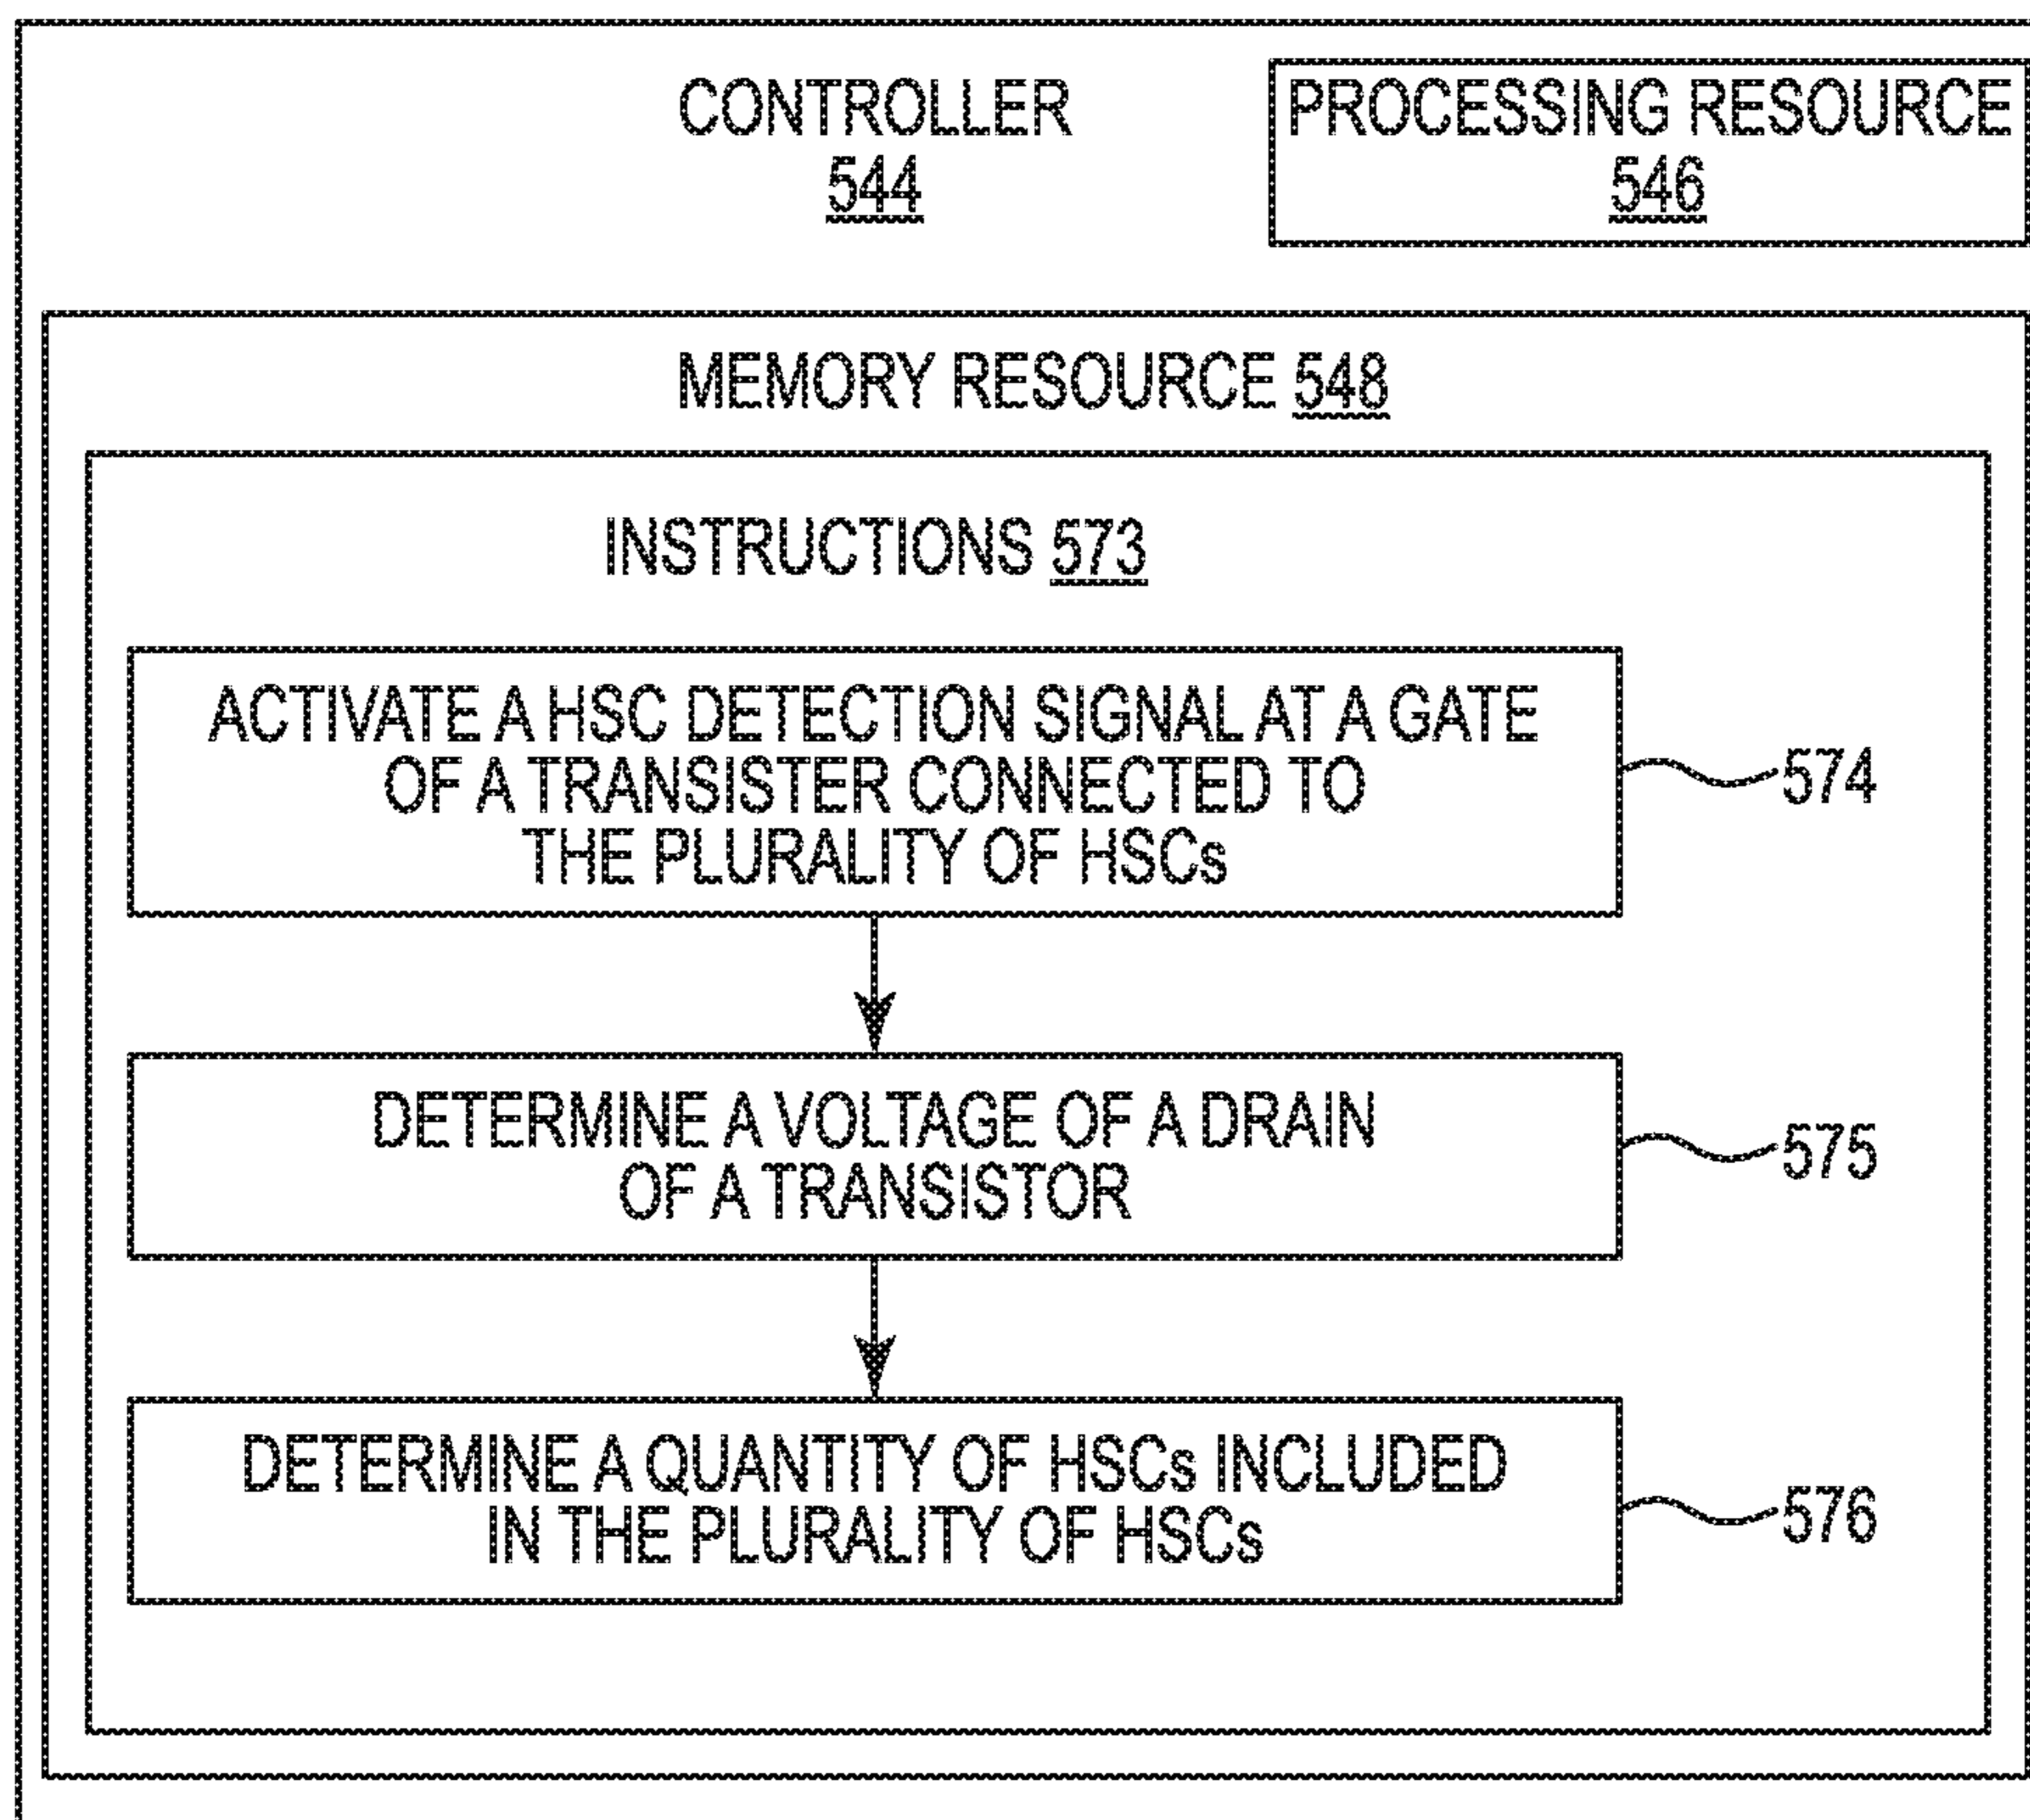 CONTROLLER
544
PROCESSING RESOURCE
546
MEMORY RESOURCE 548
INSTRUCTIONS 573
ACTIVATE A HSC DETECTION SIGNAL AT A GATE
OF A TRANSISTER CONNECTED TO
THE PLURALITY OF HSCs
574
DETERMINE A VOLTAGE OF A DRAIN
OF A TRANSISTOR
575
DETERMINE A QUANTITY OF HSCs INCLUDED
IN THE PLURALITY OF HSCs
576